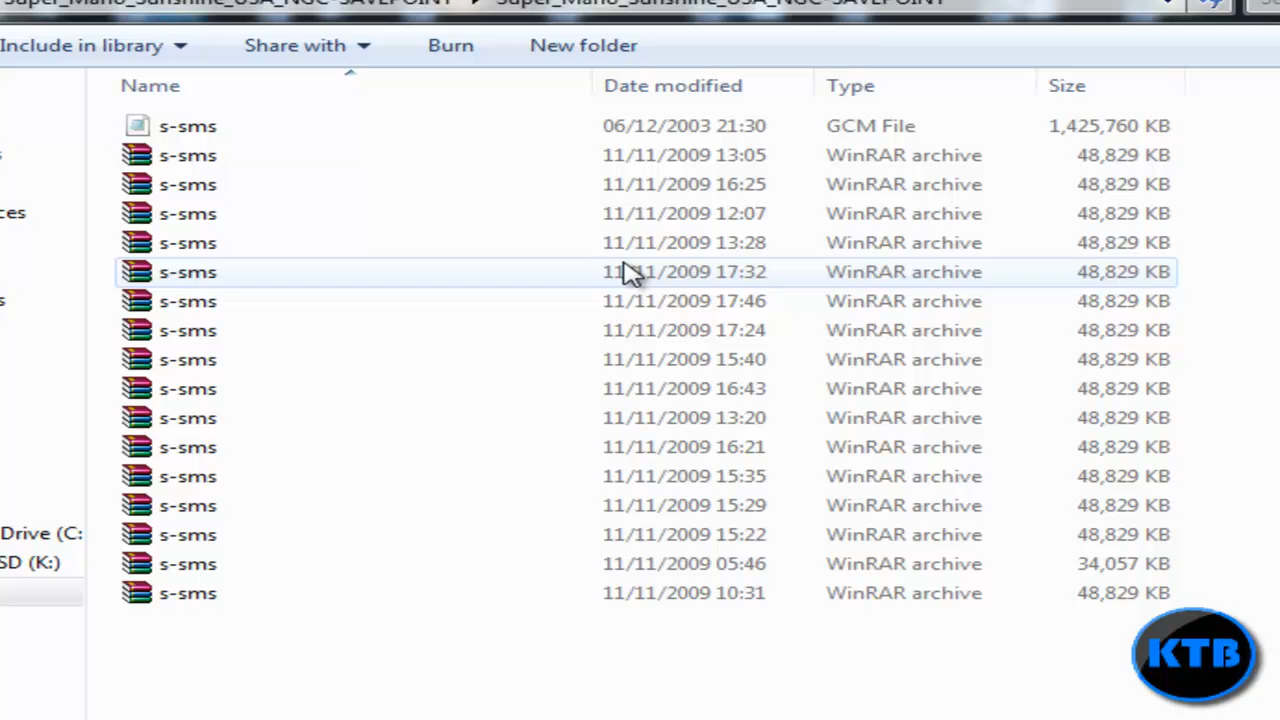 Super_Mario_Sunshine_USA_NGC-SAVEPOINT Super_Mario_Sunshine_USA_NGC-SAVEPOINT
Include in library Share with Burn New folder
Name Date modified Type Size
s-sms 06/12/2003 21:30 GCM File 1,425,760 KB
s-sms 11/11/2009 13:05 WinRAR archive 48,829 KB
s-sms 11/11/2009 16:25 WinRAR archive 48,829 KB
ces s-sms 11/11/2009 12:07 WinRAR archive 48,829 KB
s-sms 11/11/2009 13:28 WinRAR archive 48,829 KB
s-sms 11/11/2009 17:32 WinRAR archive 48,829 KB
s s-sms 11/11/2009 17:46 WinRAR archive 48,829 KB
s-sms 11/11/2009 17:24 WinRAR archive 48,829 KB
s-sms 11/11/2009 15:40 WinRAR archive 48,829 KB
s-sms 11/11/2009 16:43 WinRAR archive 48,829 KB
s-sms 11/11/2009 13:20 WinRAR archive 48,829 KB
s-sms 11/11/2009 16:21 WinRAR archive 48,829 KB
s-sms 11/11/2009 15:35 WinRAR archive 48,829 KB
s-sms 11/11/2009 15:29 WinRAR archive 48,829 KB
Drive (C: s-sms 11/11/2009 15:22 WinRAR archive 48,829 KB
SD (K:) s-sms 11/11/2009 05:46 WinRAR archive 34,057 KB
s-sms 11/11/2009 10:31 WinRAR archive 48,829 KB
KTB